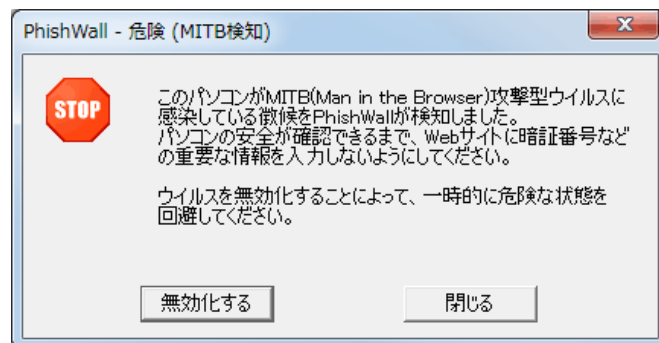 PhishWall - 危険 (MITB検知)
STOP
このパソコンがMITB(Man in the Browser)攻撃型ウイルスに
感染している徴候をPhishWallが検知しました。
パソコンの安全が確認できるまで、Webサイトに暗証番号など
の重要な情報を入力しないようにしてください。
ウイルスを無効化することによって、一時的に危険な状態を
回避してください。
無効化する
閉じる